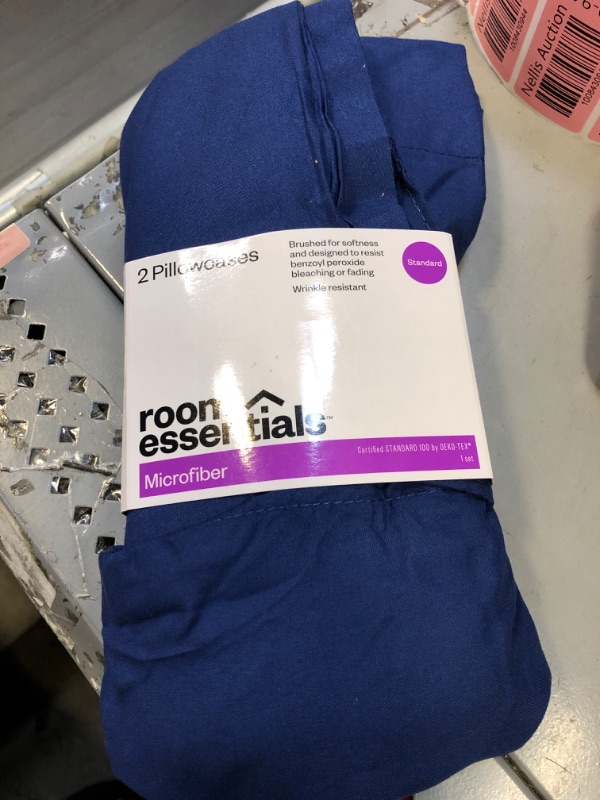 2 Pillowcases
Brushed for softness
and designed to resist
benzoyl peroxide
bleaching or fading
Wrinkle resistant
Standard
room
essentials™
Microfiber
Certified STANDARD 100 by OEKO-TEX®
1 set
Nellis Auction